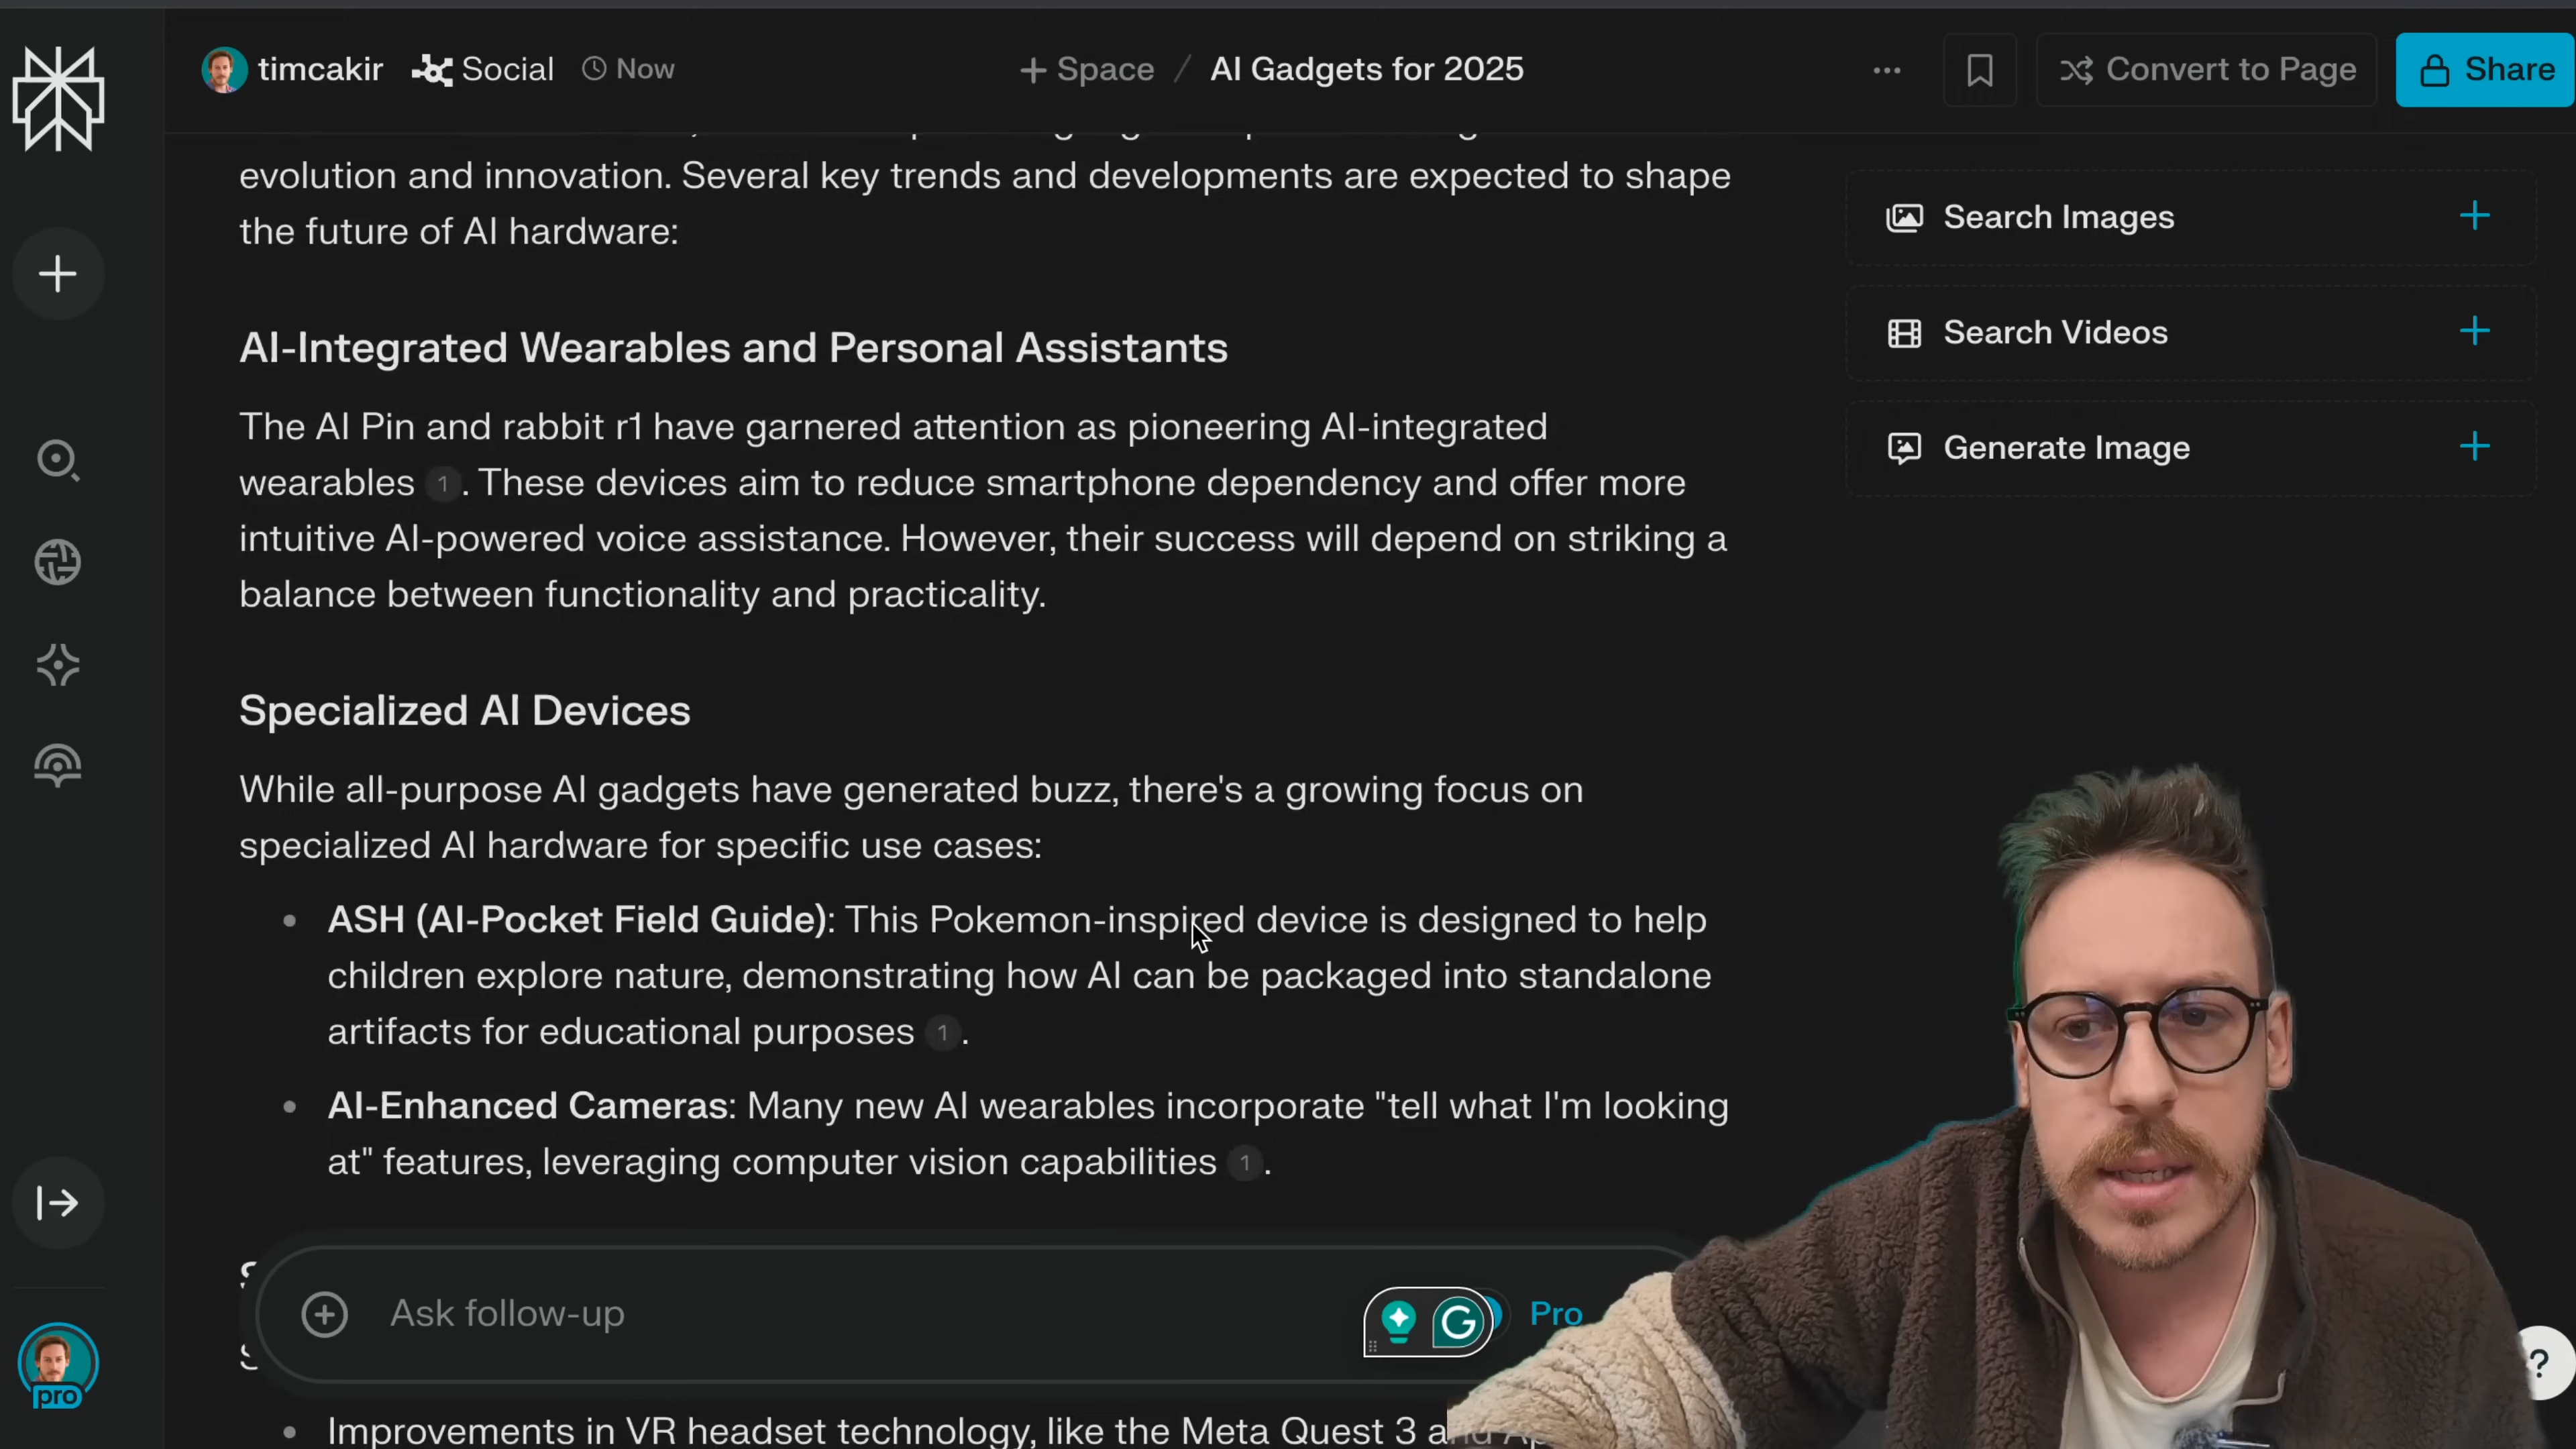 timcakir Social Now + Space / AI Gadgets for 2025 ... Convert to Page Share
evolution and innovation. Several key trends and developments are expected to shape
the future of AI hardware:
Search Images +
Search Videos +
Generate Image +
AI-Integrated Wearables and Personal Assistants
The AI Pin and rabbit r1 have garnered attention as pioneering AI-integrated
wearables 1. These devices aim to reduce smartphone dependency and offer more
intuitive AI-powered voice assistance. However, their success will depend on striking a
balance between functionality and practicality.
Specialized AI Devices
While all-purpose AI gadgets have generated buzz, there's a growing focus on
specialized AI hardware for specific use cases:
• ASH (AI-Pocket Field Guide): This Pokemon-inspired device is designed to help
children explore nature, demonstrating how AI can be packaged into standalone
artifacts for educational purposes 1.
• AI-Enhanced Cameras: Many new AI wearables incorporate "tell what I'm looking
at" features, leveraging computer vision capabilities 1.
Ask follow-up G Pro
?
pro
• Improvements in VR headset technology, like the Meta Quest 3